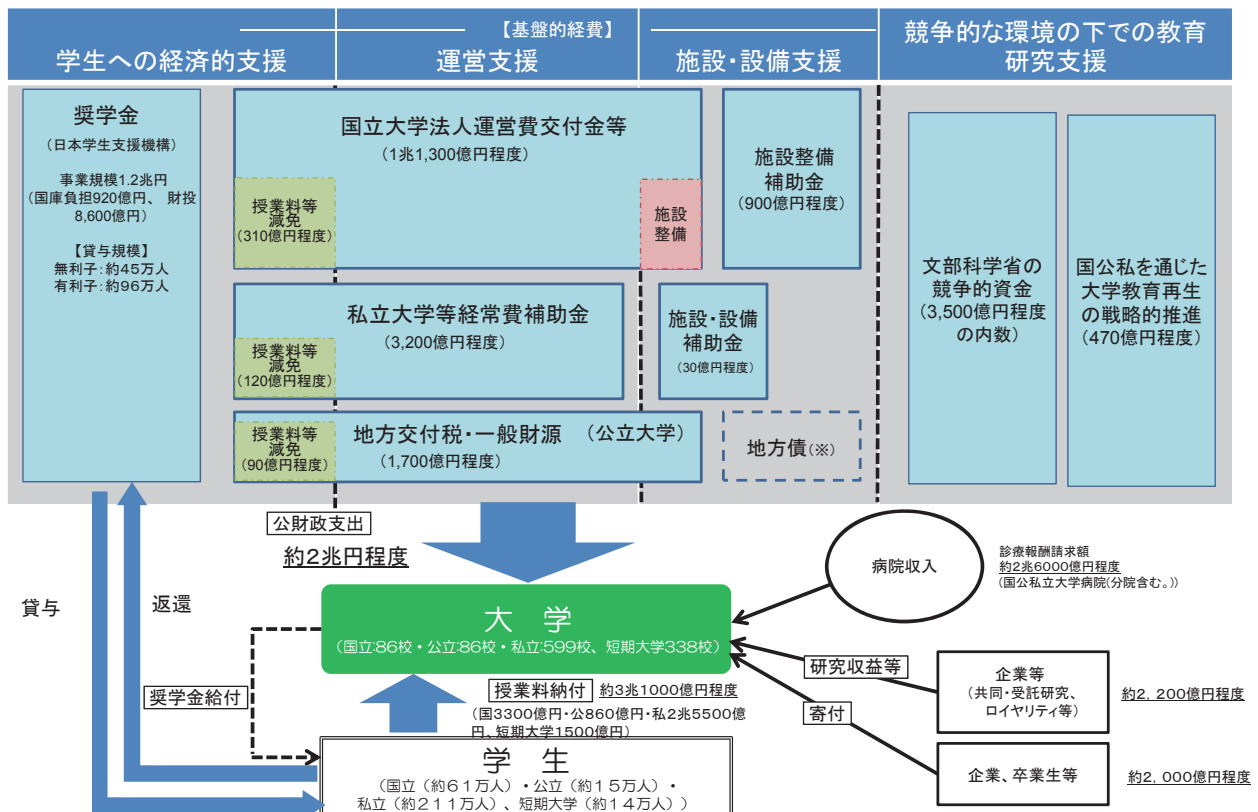 【基盤的経費】
学生への経済的支援
運営支援
施設・設備支援
競争的な環境の下での教育
研究支援
奨学金
（日本学生支援機構）
事業規模1.2兆円
（国庫負担920億円、 財投
8,600億円）
【貸与規模】
無利子：約45万人
有利子：約96万人
国立大学法人運営費交付金等
（1兆1,300億円程度）
授業料等
減免
（310億円程度）
施設
整備
施設整備
補助金
（900億円程度）
私立大学等経常費補助金
（3,200億円程度）
授業料等
減免
（120億円程度）
施設・設備
補助金
（30億円程度）
地方交付税・一般財源 （公立大学）
（1,700億円程度）
授業料等
減免
（90億円程度）
地方債（※）
文部科学省の
競争的資金
（3,500億円程度
の内数）
国公私を通じた
大学教育再生
の戦略的推進
（470億円程度）
公財政支出
約2兆円程度
貸与
返還
大 学
（国立:86校・公立:86校・私立:599校、短期大学338校）
病院収入
診療報酬請求額
約2兆6000億円程度
（国公私立大学病院（分院含む。））
研究収益等
企業等
（共同・受託研究、
ロイヤリティ等）
約2，200億円程度
寄付
企業、卒業生等
約2，000億円程度
奨学金給付
授業料納付 約3兆1000億円程度
（国3300億円・公860億円・私2兆5500億
円、短期大学1500億円）
学 生
（国立（約61万人）・公立（約15万人）・
私立（約211万人）、短期大学（約14万人））